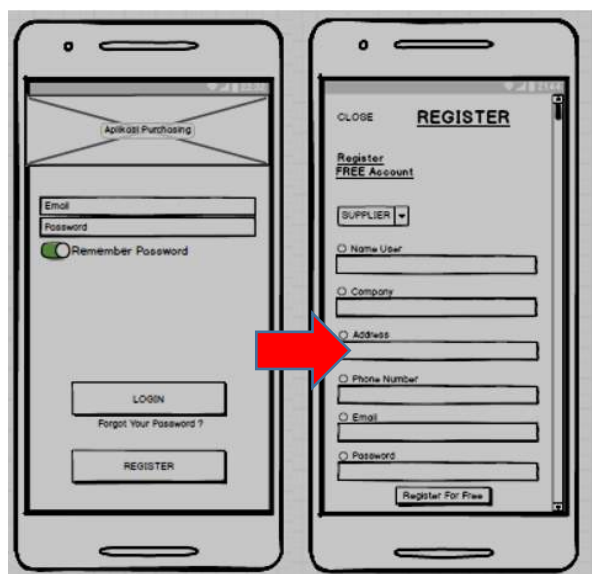 Aplikasi Purchasing
Email
Password
Remember Password
LOGIN
Forgot Your Password ?
REGISTER
CLOSE
REGISTER
Register
FREE Account
SUPPLIER
Name User
Company
Address
Phone Number
Email
Password
Register For Free